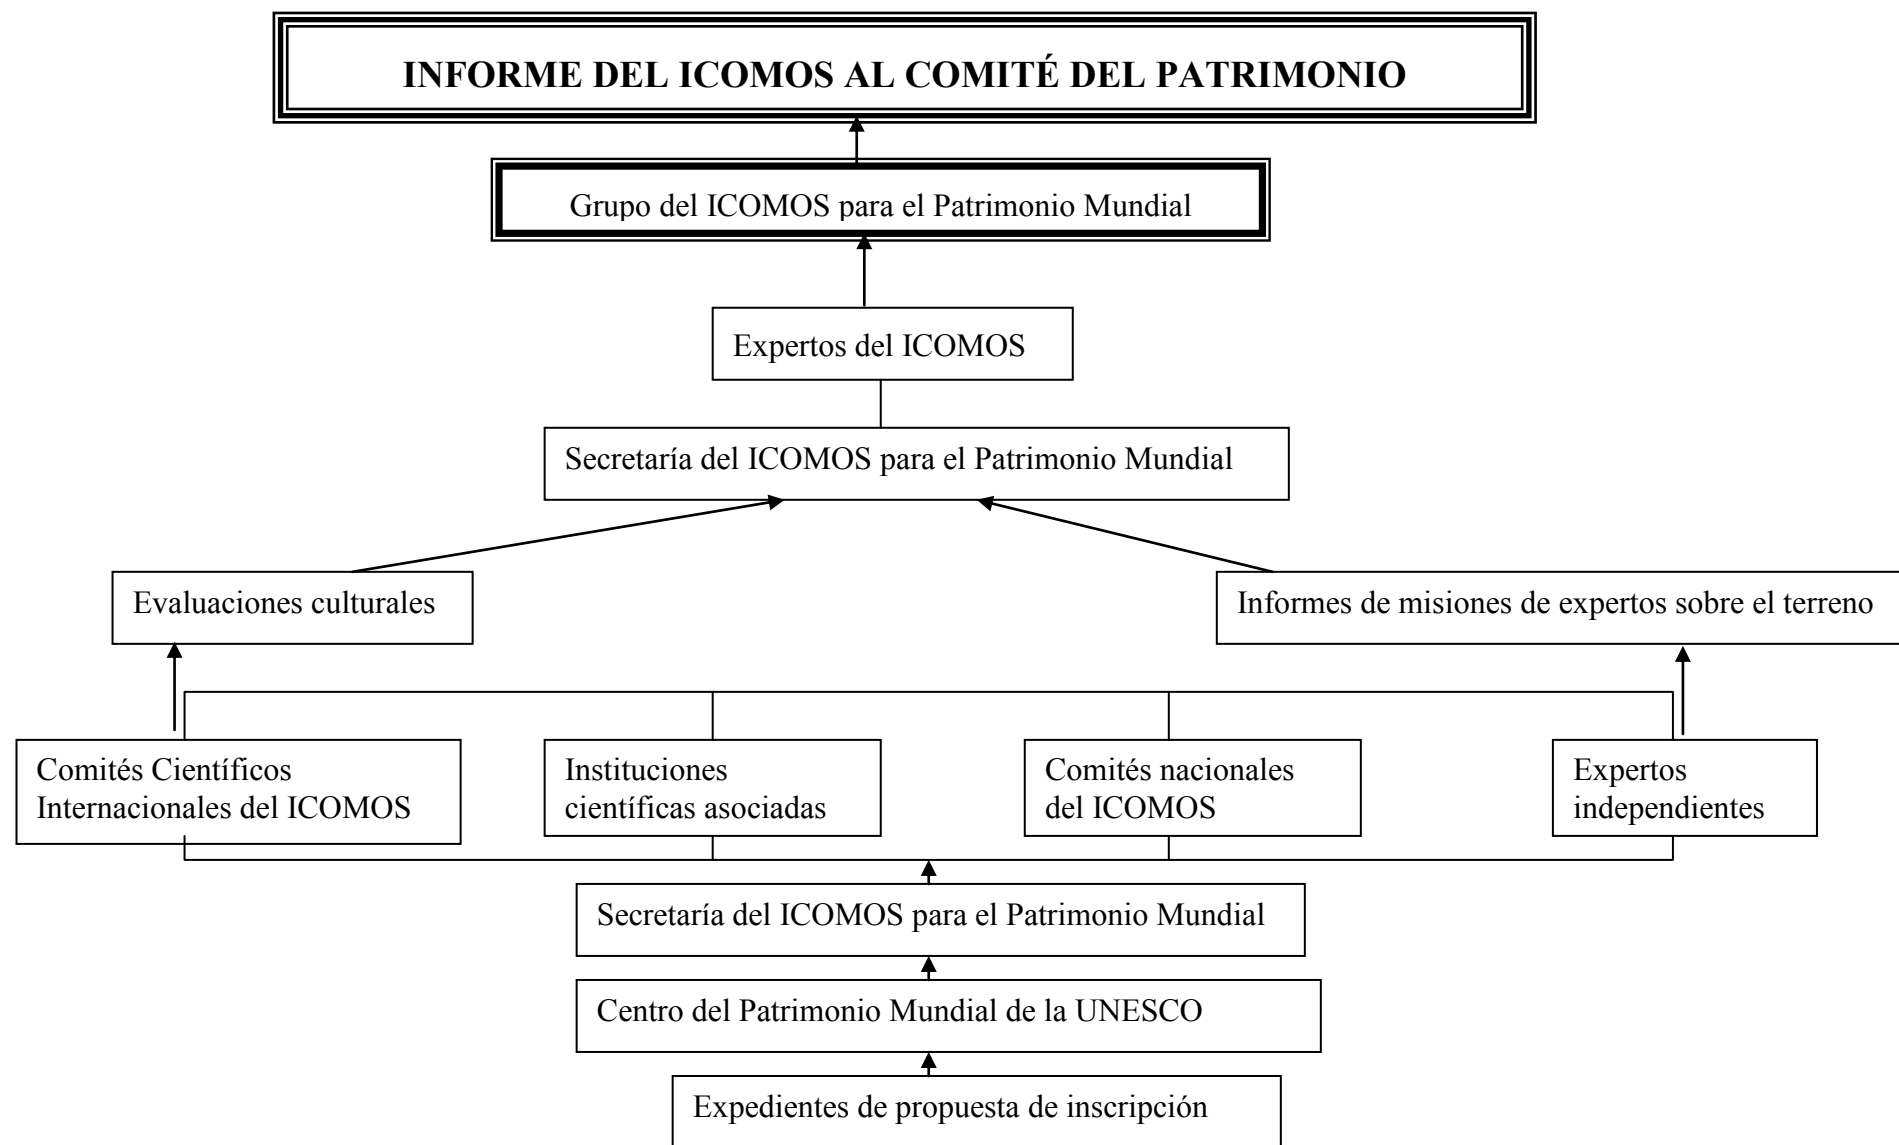 INFORME DEL ICOMOS AL COMITÉ DEL PATRIMONIO
Grupo del ICOMOS para el Patrimonio Mundial
Expertos del ICOMOS
Secretaría del ICOMOS para el Patrimonio Mundial
Evaluaciones culturales
Informes de misiones de expertos sobre el terreno
Comités Científicos
Internacionales del ICOMOS
Instituciones
científicas asociadas
Comités nacionales
del ICOMOS
Expertos
independientes
Secretaría del ICOMOS para el Patrimonio Mundial
Centro del Patrimonio Mundial de la UNESCO
Expedientes de propuesta de inscripción